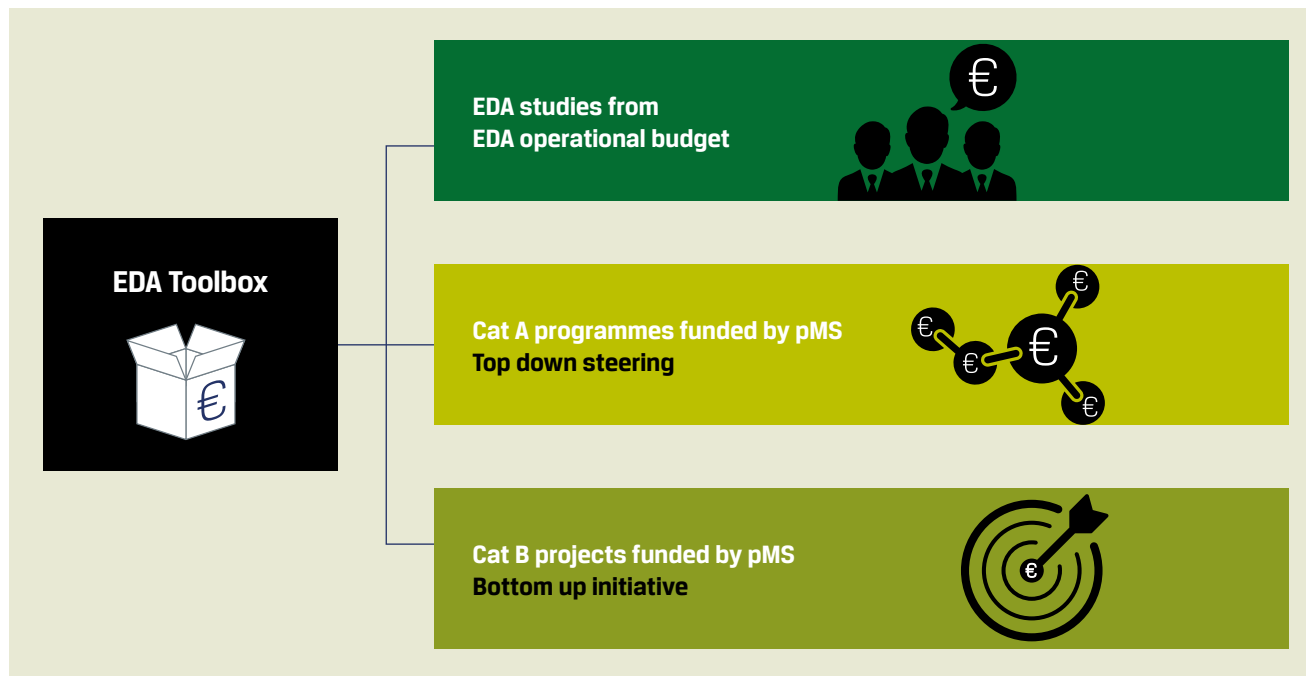 EDA Toolbox
€
EDA studies from
EDA operational budget
€
Cat A programmes funded by pMS
Top down steering
€
€
€
€
€
Cat B projects funded by pMS
Bottom up initiative
€